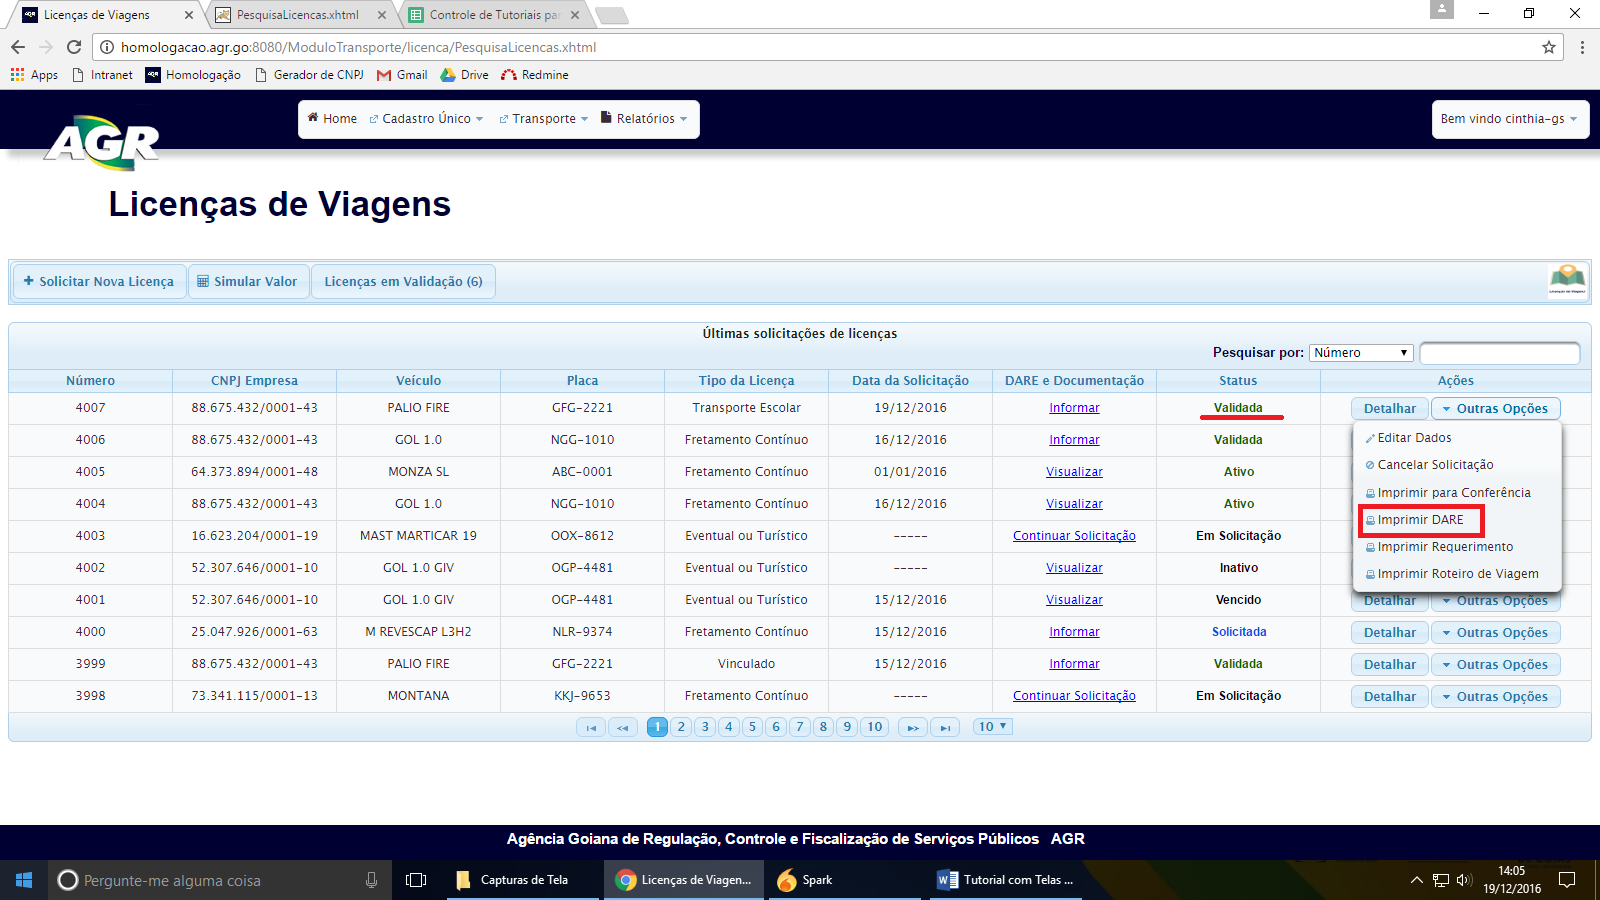 Licenças de Viagens
PesquisaLicencas.xhtml
Controle de Tutoriais pa
homologacao.agr.go:8080/ModuloTransporte/licenca/PesquisaLicencas.xhtml
Apps Intranet Homologação Gerador de CNPJ Gmail Drive Redmine
AGR
Home Cadastro Único Transporte Relatórios
Bem vindo cinthia-gs
Licenças de Viagens
Solicitar Nova Licença Simular Valor Licenças em Validação (6)
Últimas solicitações de licenças
Pesquisar por: Número
Número CNPJ Empresa Veículo Placa Tipo da Licença Data da Solicitação DARE e Documentação Status Ações
4007 88.675.432/0001-43 PALIO FIRE GFG-2221 Transporte Escolar 19/12/2016 Informar Validada Detalhar Outras Opções
4006 88.675.432/0001-43 GOL 1.0 NGG-1010 Fretamento Contínuo 16/12/2016 Informar Validada
4005 64.373.894/0001-48 MONZA SL ABC-0001 Fretamento Contínuo 01/01/2016 Visualizar Ativo
4004 88.675.432/0001-43 GOL 1.0 NGG-1010 Fretamento Contínuo 16/12/2016 Visualizar Ativo
4003 16.623.204/0001-19 MAST MARTICAR 19 OOX-8612 Eventual ou Turístico ----- Continuar Solicitação Em Solicitação
4002 52.307.646/0001-10 GOL 1.0 GIV OGP-4481 Eventual ou Turístico ----- Visualizar Inativo
4001 52.307.646/0001-10 GOL 1.0 GIV OGP-4481 Eventual ou Turístico 15/12/2016 Visualizar Vencido Detalhar Outras Opções
4000 25.047.926/0001-63 M REVESCAP L3H2 NLR-9374 Fretamento Contínuo 15/12/2016 Informar Solicitada Detalhar Outras Opções
3999 88.675.432/0001-43 PALIO FIRE GFG-2221 Vinculado 15/12/2016 Informar Validada Detalhar Outras Opções
3998 73.341.115/0001-13 MONTANA KKJ-9653 Fretamento Contínuo ----- Continuar Solicitação Em Solicitação Detalhar Outras Opções
Editar Dados
Cancelar Solicitação
Imprimir para Conferência
Imprimir DARE
Imprimir Requerimento
Imprimir Roteiro de Viagem
1 2 3 4 5 6 7 8 9 10 10
Agência Goiana de Regulação, Controle e Fiscalização de Serviços Públicos AGR
Pergunte-me alguma coisa
Capturas de Tela
Licenças de Viagen...
Spark
Tutorial com Telas ...
14:05
19/12/2016